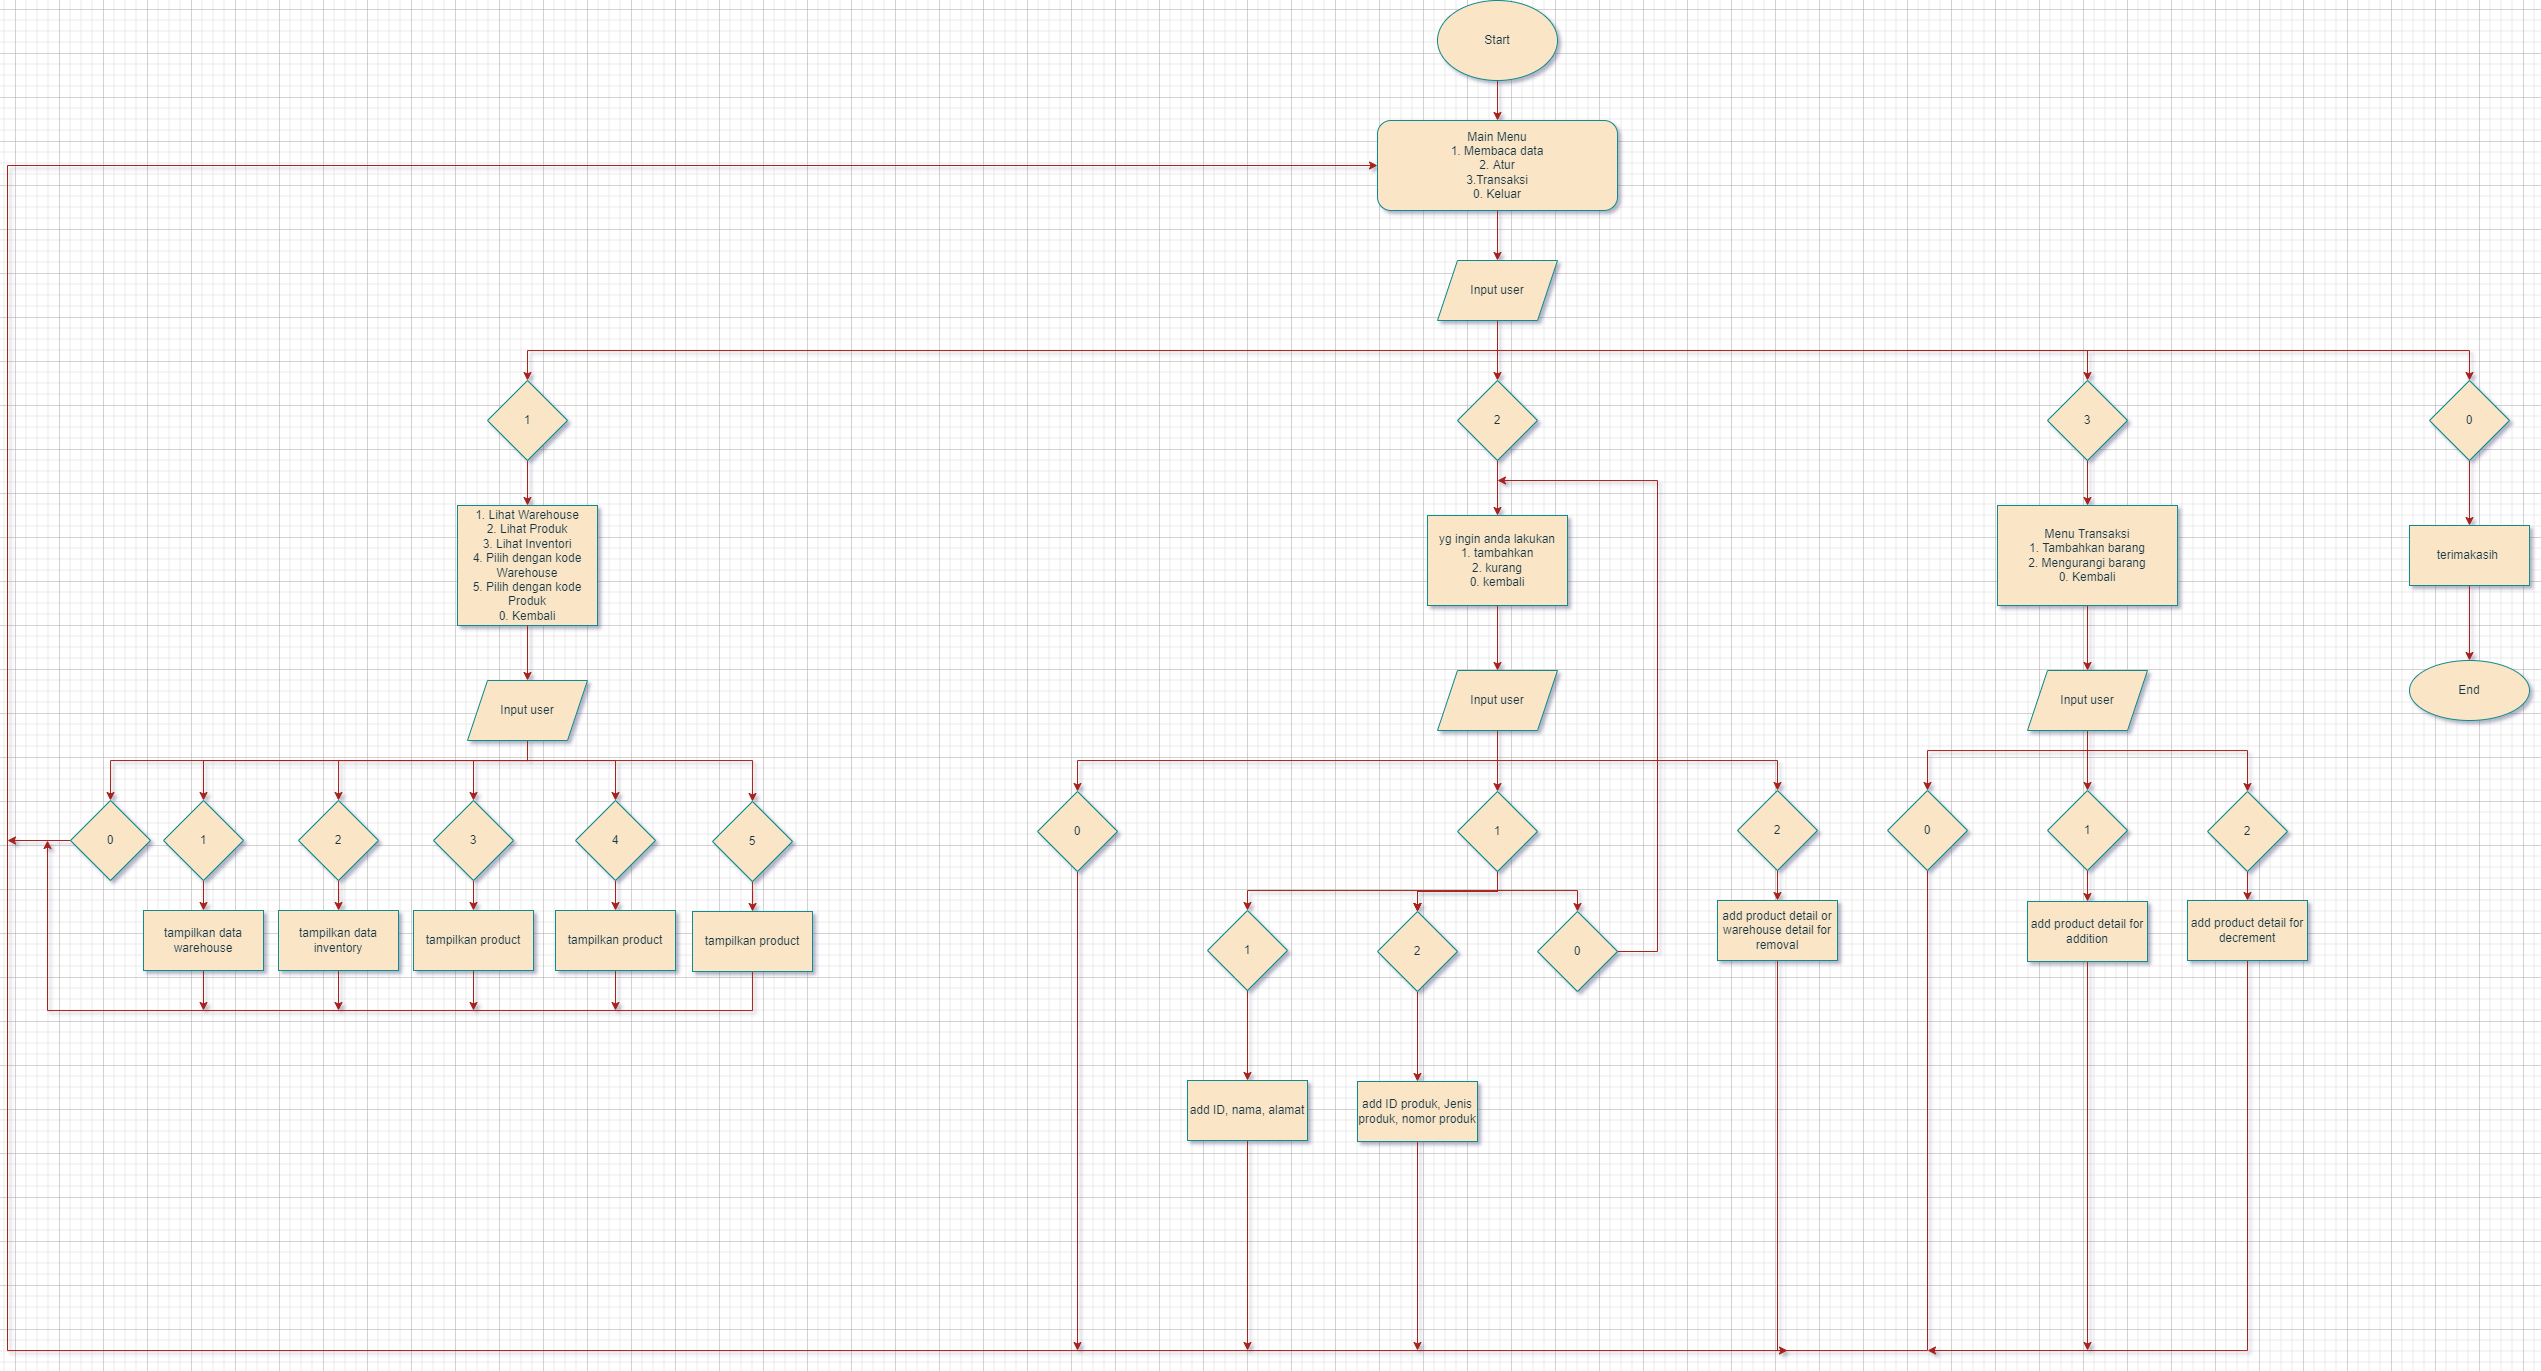 Start
Main Menu
1. Membaca data
2. Atur
3.Transaksi
0. Keluar
Input user
1
2
3
0
1. Lihat Warehouse
2. Lihat Produk
3. Lihat Inventori
4. Pilih dengan kode
Warehouse
5. Pilih dengan kode
Produk
0. Kembali
yg ingin anda lakukan
1. tambahkan
2. kurang
0. kembali
Menu Transaksi
1. Tambahkan barang
2. Mengurangi barang
0. Kembali
terimakasih
Input user
Input user
Input user
End
0
1
2
3
4
5
0
1
2
0
1
2
tampilkan data
warehouse
tampilkan data
inventory
tampilkan product
tampilkan product
tampilkan product
1
2
0
add product detail or
warehouse detail for
removal
add product detail for
addition
add product detail for
decrement
add ID, nama, alamat
add ID produk, Jenis
produk, nomor produk